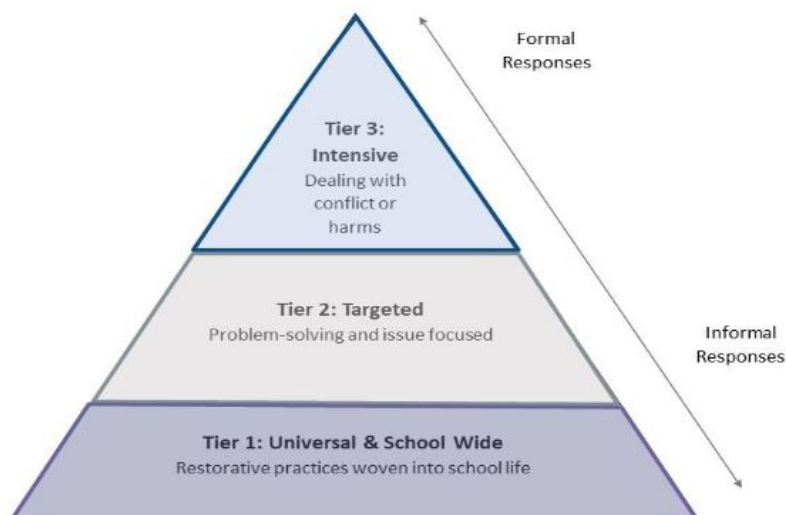 Formal
Responses
Tier 3:
Intensive
Dealing with
conflict or
harms
Tier 2: Targeted
Problem-solving and issue focused
Informal
Responses
Tier 1: Universal & School Wide
Restorative practices woven into school life